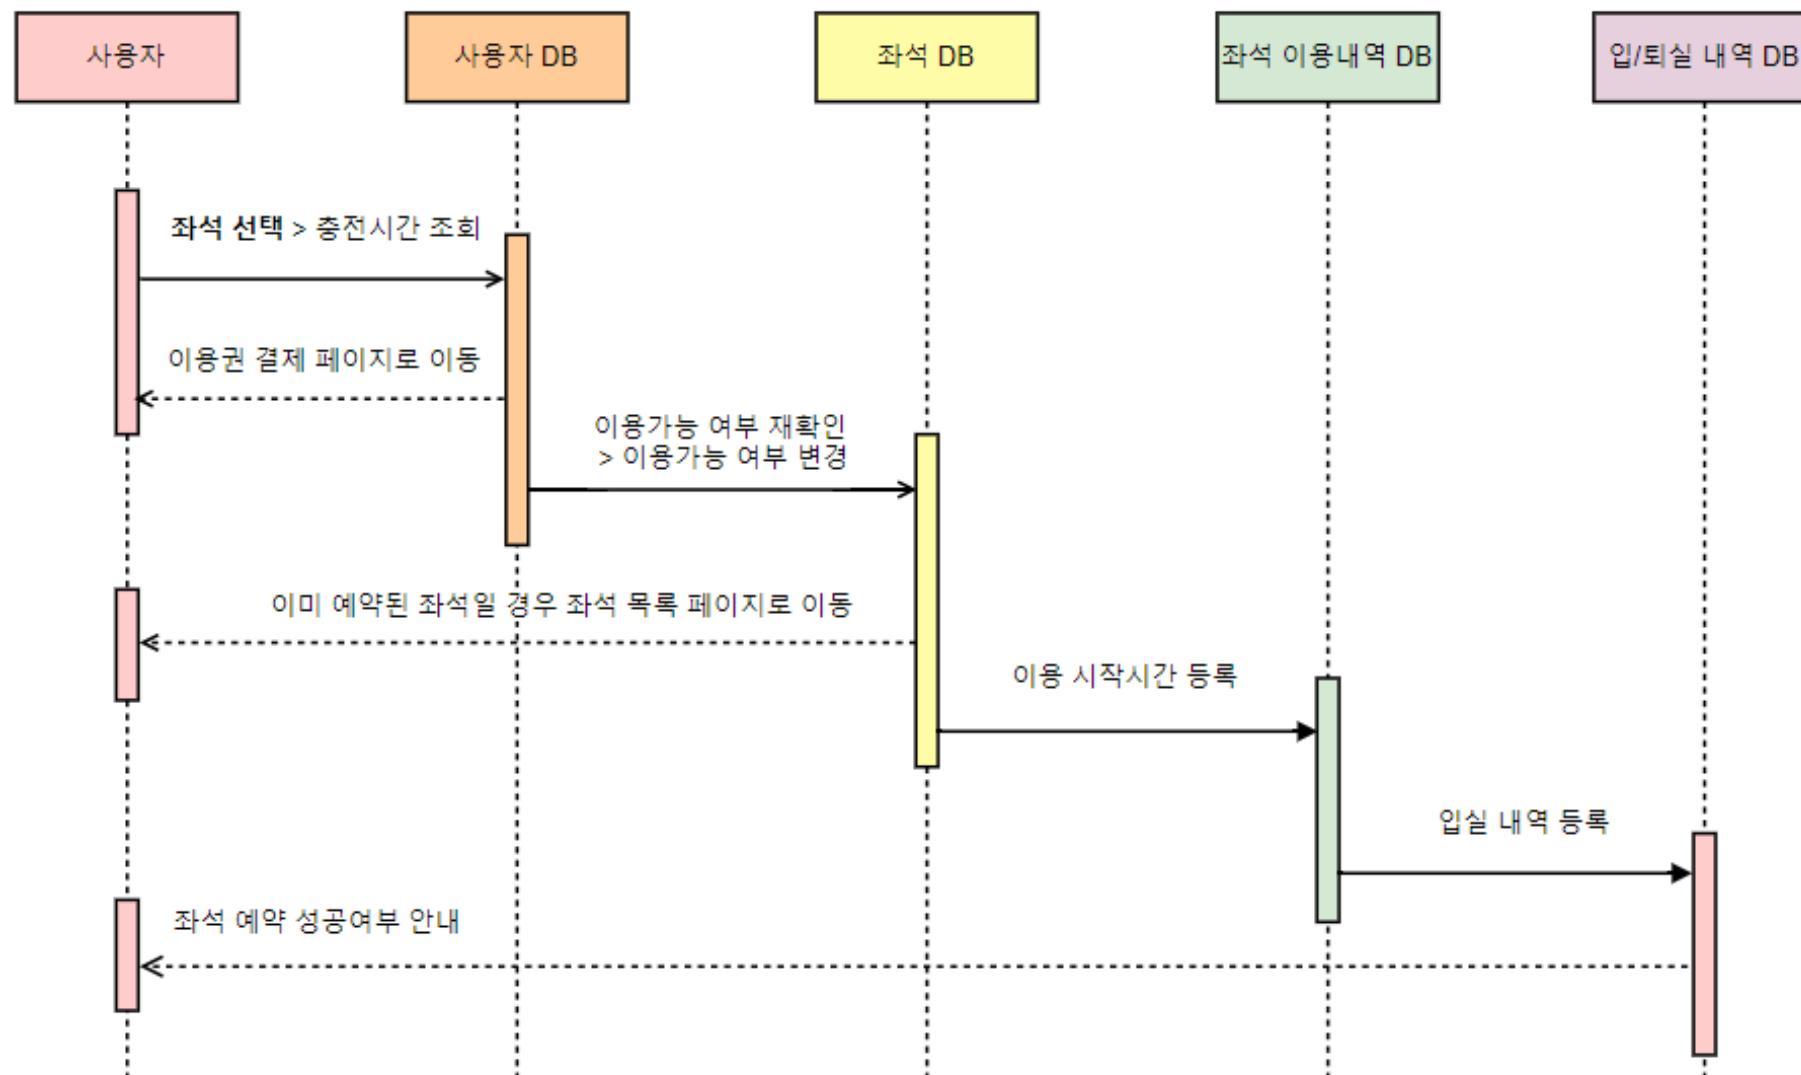 사용자
사용자 DB
좌석 DB
좌석 이용내역 DB
입/퇴실 내역 DB
좌석 선택 > 충전시간 조회
이용권 결제 페이지로 이동
이용가능 여부 재확인
> 이용가능 여부 변경
이미 예약된 좌석일 경우 좌석 목록 페이지로 이동
이용 시작시간 등록
입실 내역 등록
좌석 예약 성공여부 안내